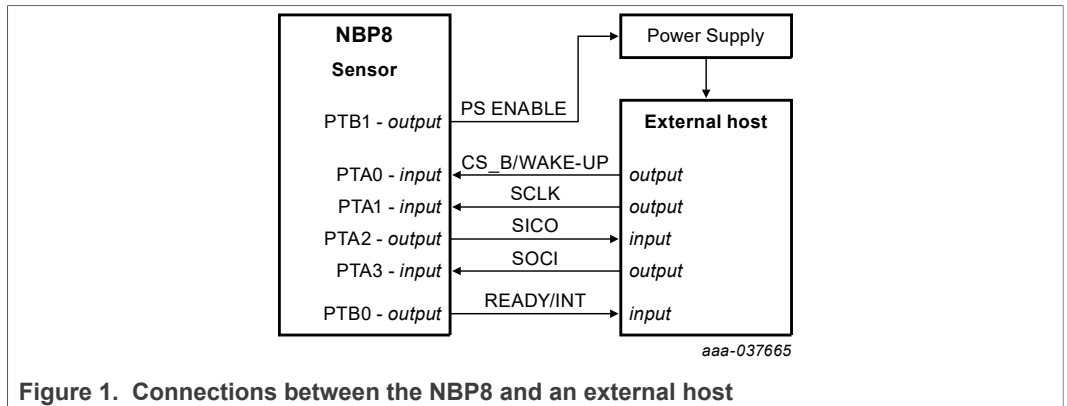 NBP8
Sensor
Power Supply
PTB1 - output
PS ENABLE
External host
PTA0 - input
CS_B/WAKE-UP
output
PTA1 - input
SCLK
output
PTA2 - output
SICO
input
PTA3 - input
SOCI
output
PTB0 - output
READY/INT
input
aaa-037665
Figure 1. Connections between the NBP8 and an external host